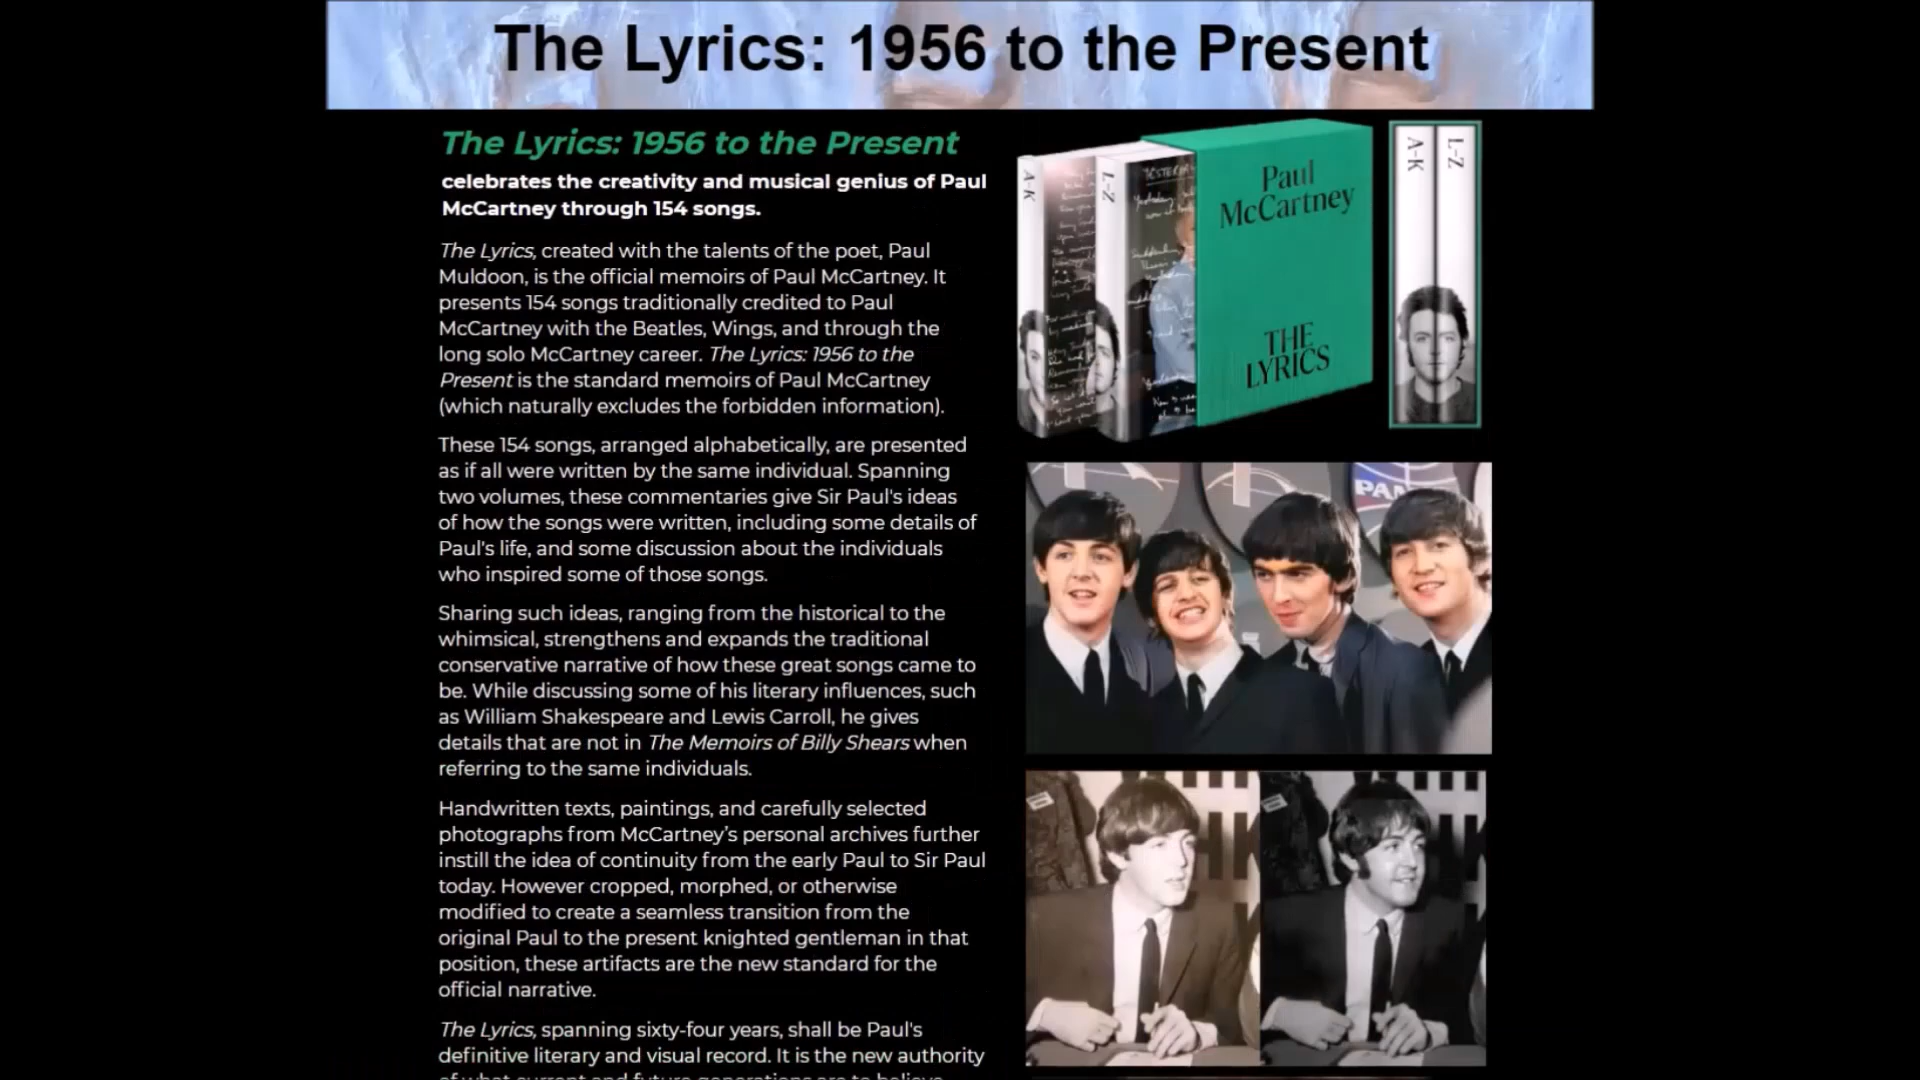 The Lyrics: 1956 to the Present
The Lyrics: 1956 to the Present
celebrates the creativity and musical genius of Paul
McCartney through 154 songs.
The Lyrics, created with the talents of the poet, Paul
Muldoon, is the official memoirs of Paul McCartney. It
presents 154 songs traditionally credited to Paul
McCartney with the Beatles, Wings, and through the
long solo McCartney career. The Lyrics: 1956 to the
Present is the standard memoirs of Paul McCartney
(which naturally excludes the forbidden information).
These 154 songs, arranged alphabetically, are presented
as if all were written by the same individual. Spanning
two volumes, these commentaries give Sir Paul's ideas
of how the songs were written, including some details of
Paul's life, and some discussion about the individuals
who inspired some of those songs.
Sharing such ideas, ranging from the historical to the
whimsical, strengthens and expands the traditional
conservative narrative of how these great songs came to
be. While discussing some of his literary influences, such
as William Shakespeare and Lewis Carroll, he gives
details that are not in The Memoirs of Billy Shears when
referring to the same individuals.
Handwritten texts, paintings, and carefully selected
photographs from McCartney’s personal archives further
instill the idea of continuity from the early Paul to Sir Paul
today. However cropped, morphed, or otherwise
modified to create a seamless transition from the
original Paul to the present knighted gentleman in that
position, these artifacts are the new standard for the
official narrative.
The Lyrics, spanning sixty-four years, shall be Paul's
definitive literary and visual record. It is the new authority
of what current and future generations are to believe
A-K
L-Z
Paul
McCartney
THE
LYRICS
A-K
L-Z
PAN